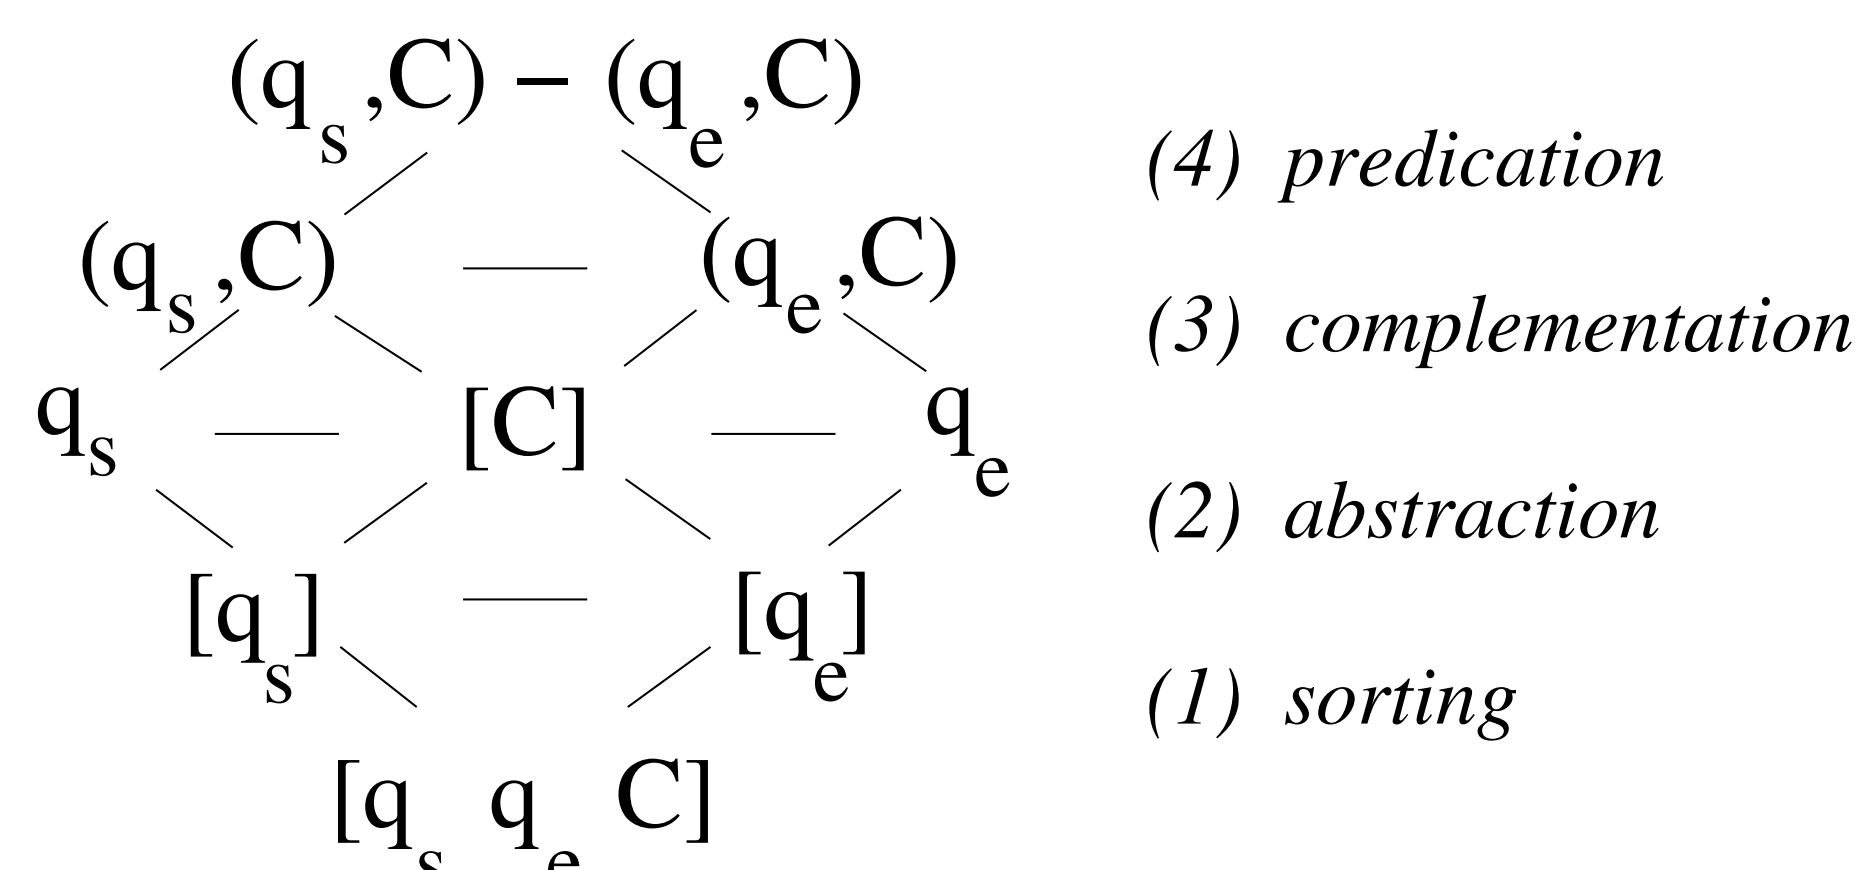 (q_s ,C) – (q_e ,C)
(4) predication
(q_s ,C) (q_e ,C)
(3) complementation
q_s [C] q_e
(2) abstraction
[q_s] [q_e]
(1) sorting
[q_s q_e C]